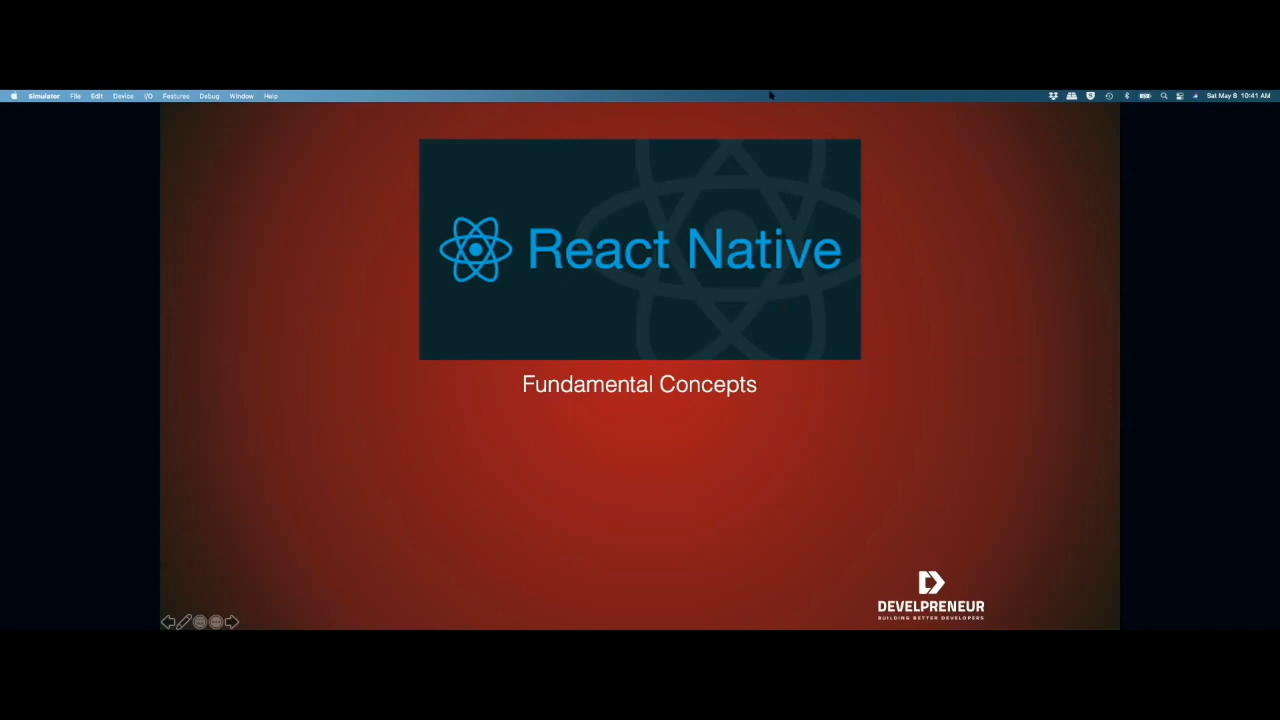 Simulator File Edit Device I/O Features Debug Window Help Sat May 8 10:41 AM
React Native
Fundamental Concepts
DEVELPRENEUR
BUILDING BETTER DEVELOPERS